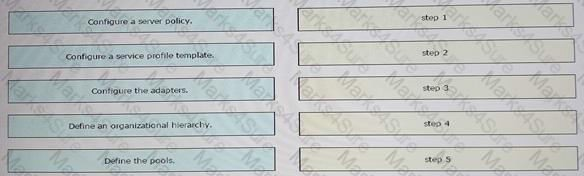 Configure a server policy.
step 1
Configure a service profile template.
step 2
Configure the adapters.
step 3
Define an organizational hierarchy.
step 4
Define the pools.
step 5
Marks4Sure